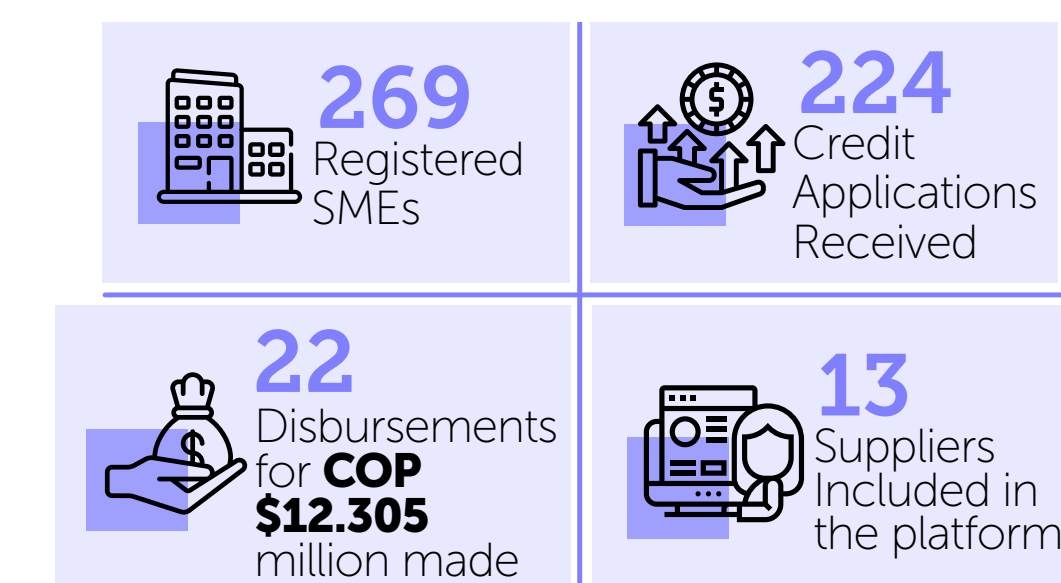 269
Registered
SMEs
224
Credit
Applications
Received
22
Disbursements
for COP
$12.305
million made
13
Suppliers
Included in
the platform